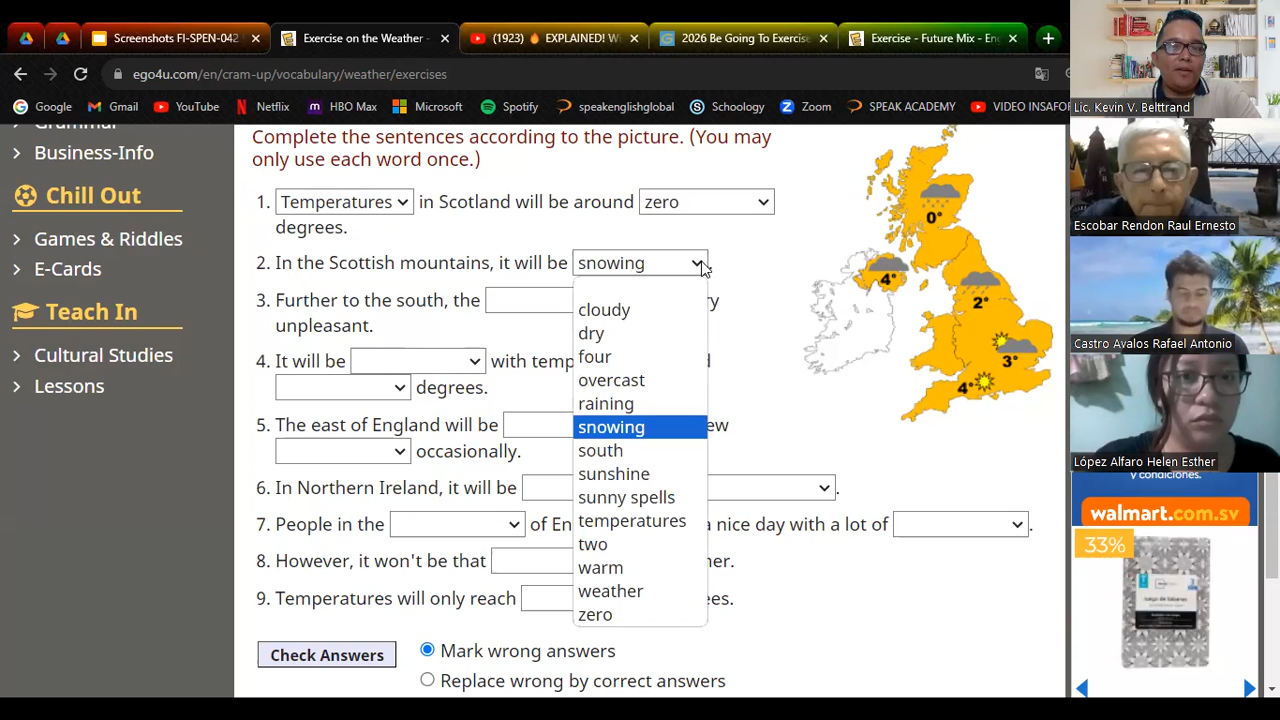 Screenshots FI-SPEN-042
Exercise on the Weather
(1923) 🔥 EXPLAINED! W
2026 Be Going To Exercise
Exercise - Future Mix - En
ego4u.com/en/cram-up/vocabulary/weather/exercises
Google
Gmail
YouTube
Netflix
HBO Max
Microsoft
Spotify
speakenglishglobal
Schoology
Zoom
SPEAK ACADEMY
VIDEO INSAFOR
Grammar
Business-Info
Chill Out
Games & Riddles
E-Cards
Teach In
Cultural Studies
Lessons
Complete the sentences according to the picture. (You may
only use each word once.)
1. Temperatures in Scotland will be around zero
degrees.
2. In the Scottish mountains, it will be snowing
3. Further to the south, the ry
unpleasant.
4. It will be with temp d
degrees.
5. The east of England will be ew
occasionally.
6. In Northern Ireland, it will be .
7. People in the of En a nice day with a lot of .
8. However, it won't be that her.
9. Temperatures will only reach ees.
cloudy
dry
four
overcast
raining
snowing
south
sunshine
sunny spells
temperatures
two
warm
weather
zero
Check Answers
Mark wrong answers
Replace wrong by correct answers
0°
4°
2°
3°
4°
Lic. Kevin V. Belttrand
Escobar Rendon Raul Ernesto
Castro Avalos Rafael Antonio
López Alfaro Helen Esther
y condiciones.
walmart.com.sv
33%